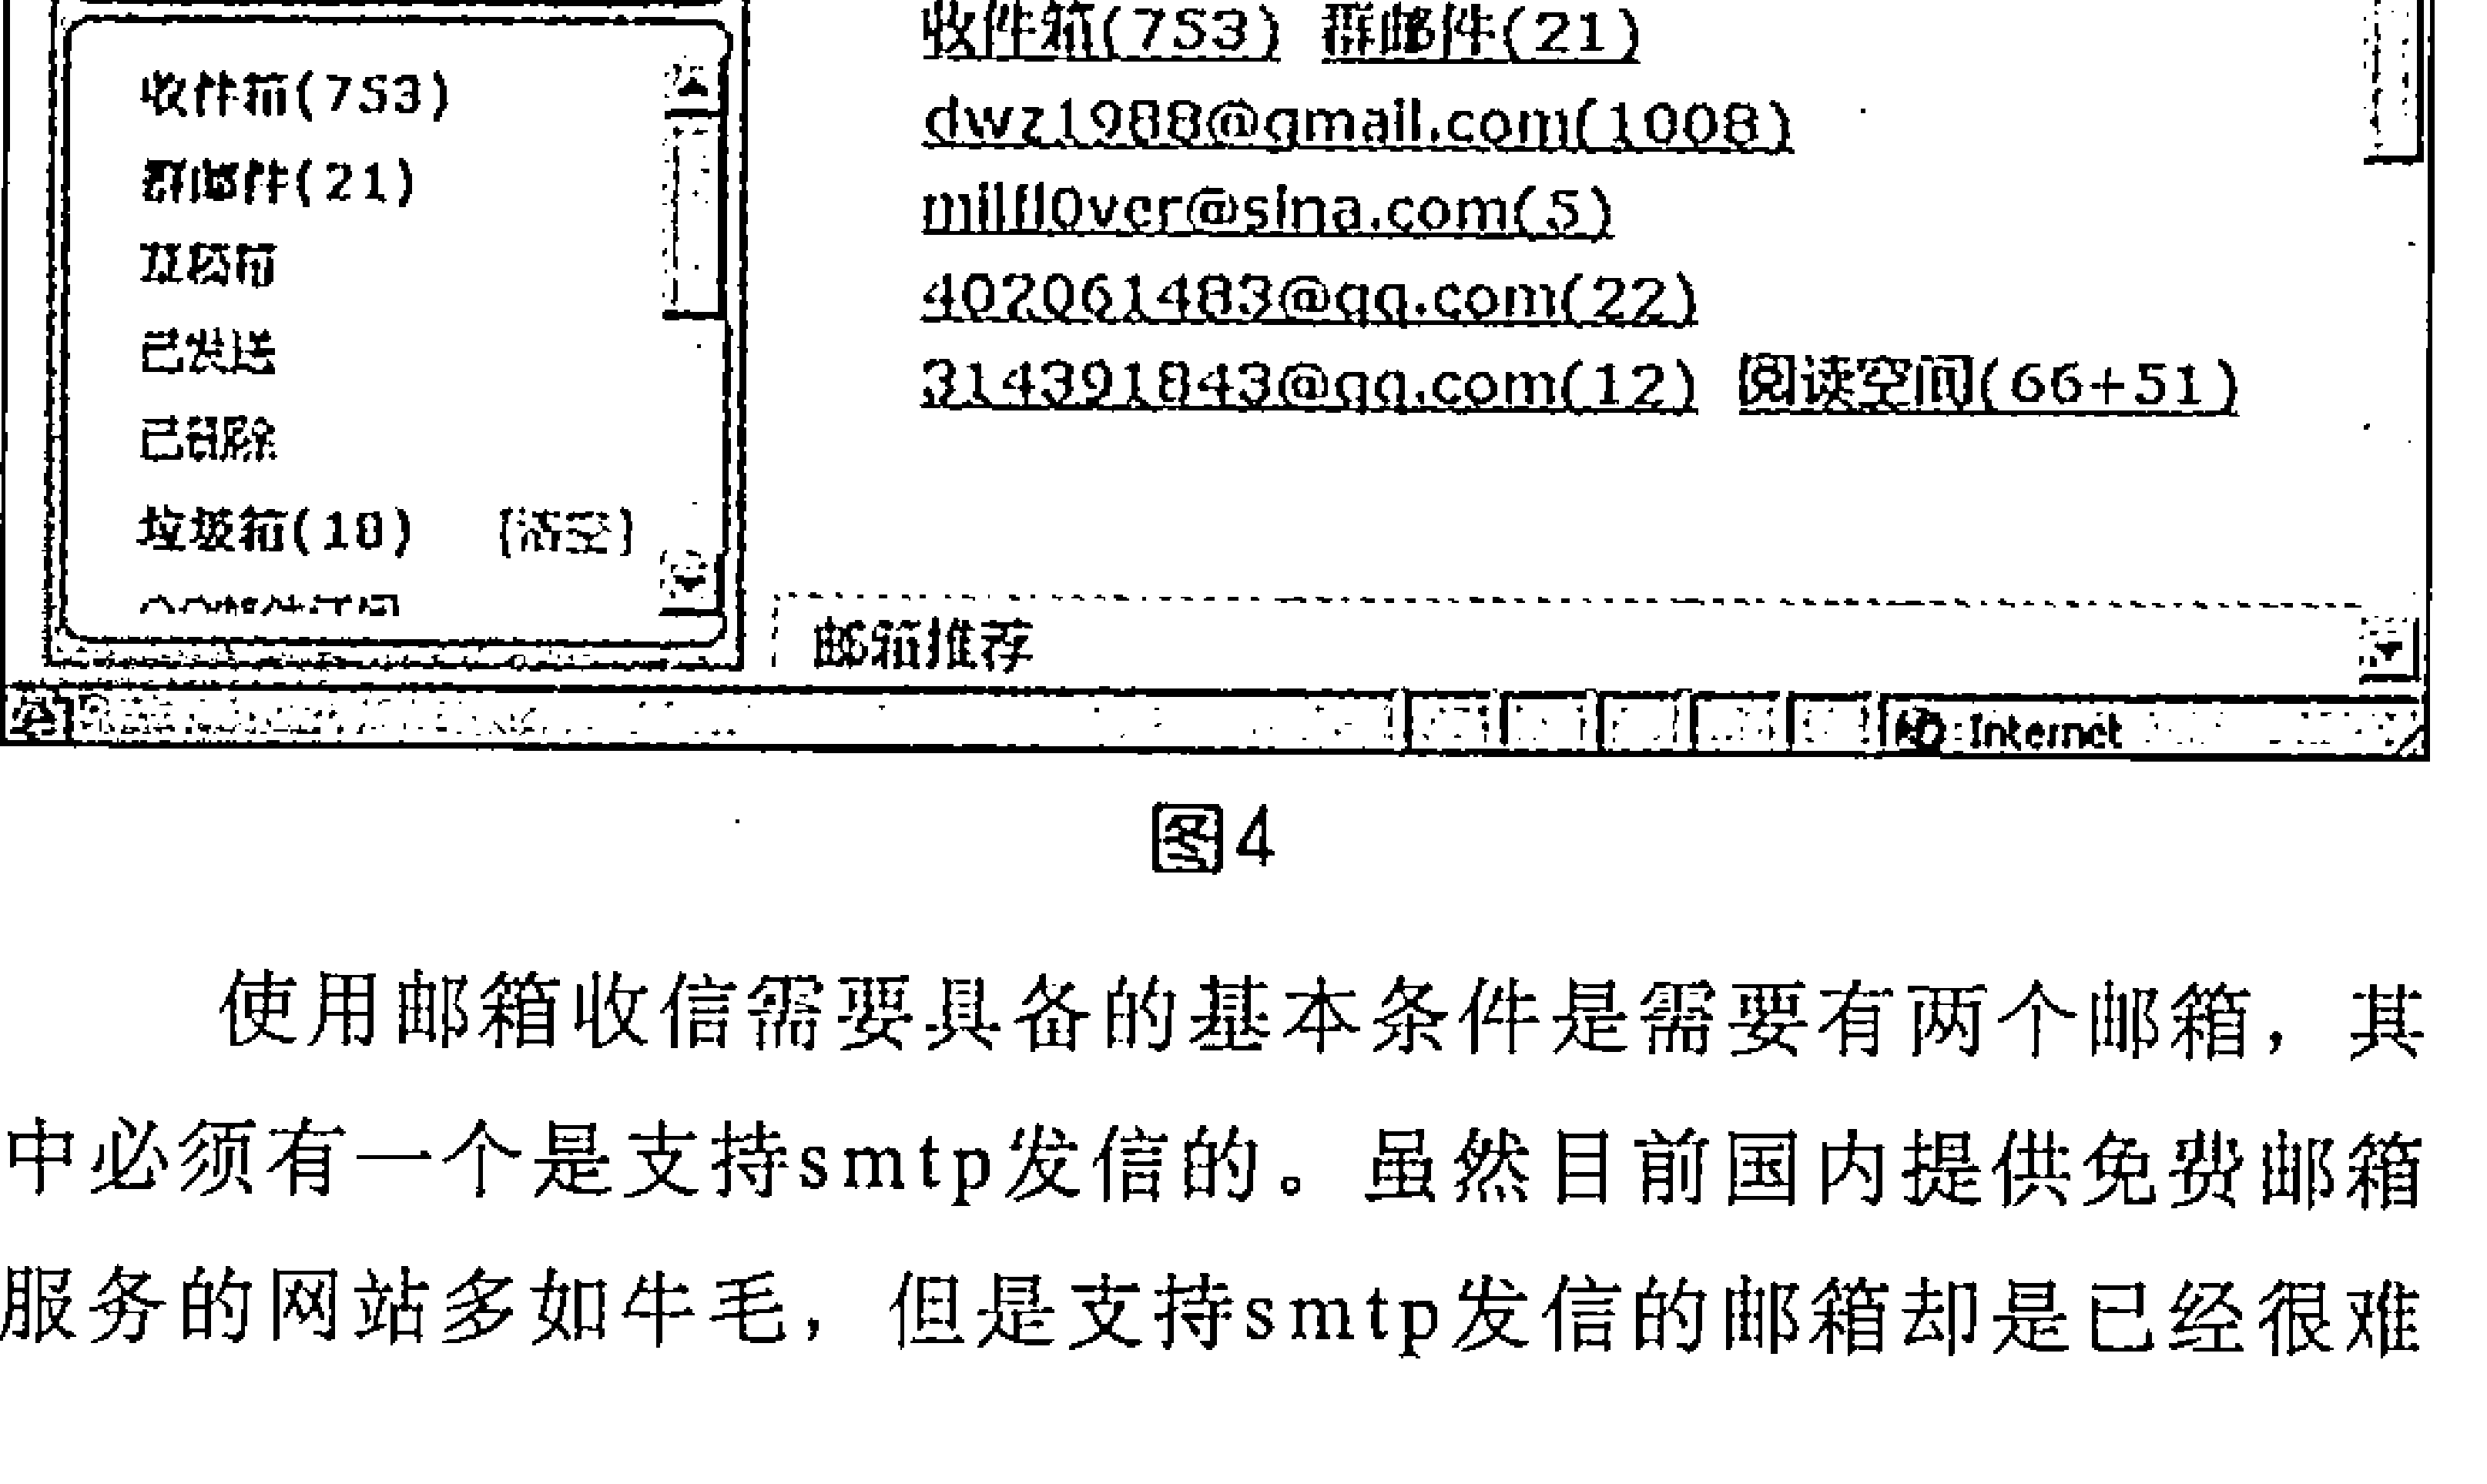 收件箱(753) 群邮件(21)
dwz1988@gmail.com(1008)
milfl0ver@sina.com(5)
402061483@qq.com(22)
314391843@qq.com(12) 阅读空间(66+51)
收件箱(753)
群邮件(21)
草稿箱
已发送
已删除
垃圾箱(10) [清空]
邮箱推荐
Internet
图4
使用邮箱收信需要具备的基本条件是需要有两个邮箱，其
中必须有一个是支持smtp发信的。虽然目前国内提供免费邮箱
服务的网站多如牛毛，但是支持smtp发信的邮箱却是已经很难